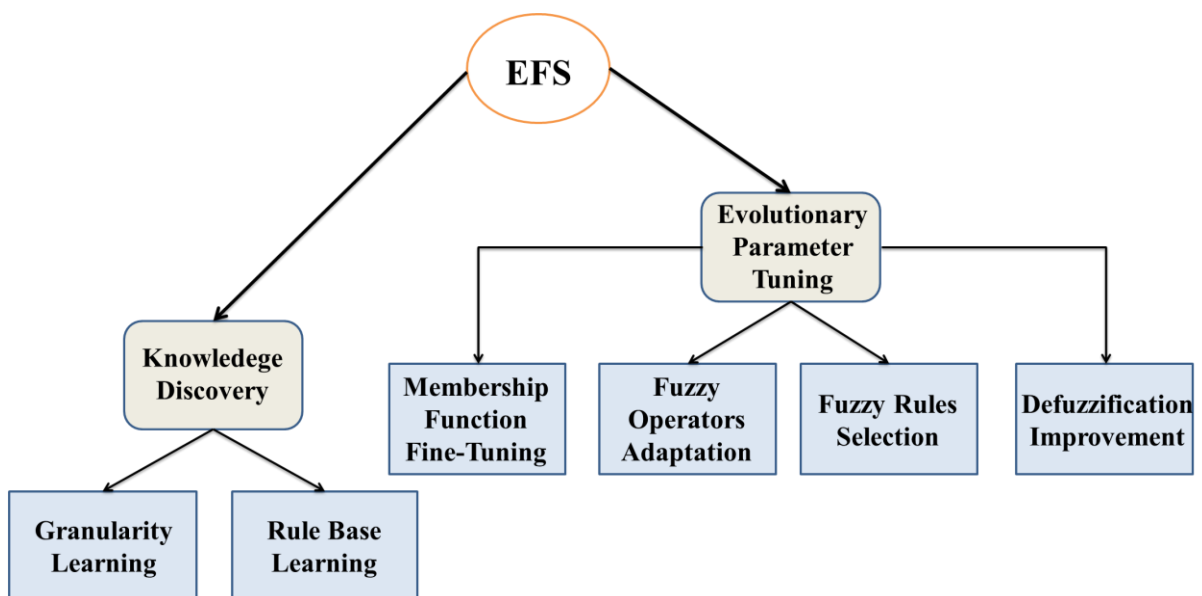 EFS
Evolutionary
Parameter
Tuning
Knowledege
Discovery
Membership
Function
Fine-Tuning
Fuzzy
Operators
Adaptation
Fuzzy Rules
Selection
Defuzzification
Improvement
Granularity
Learning
Rule Base
Learning